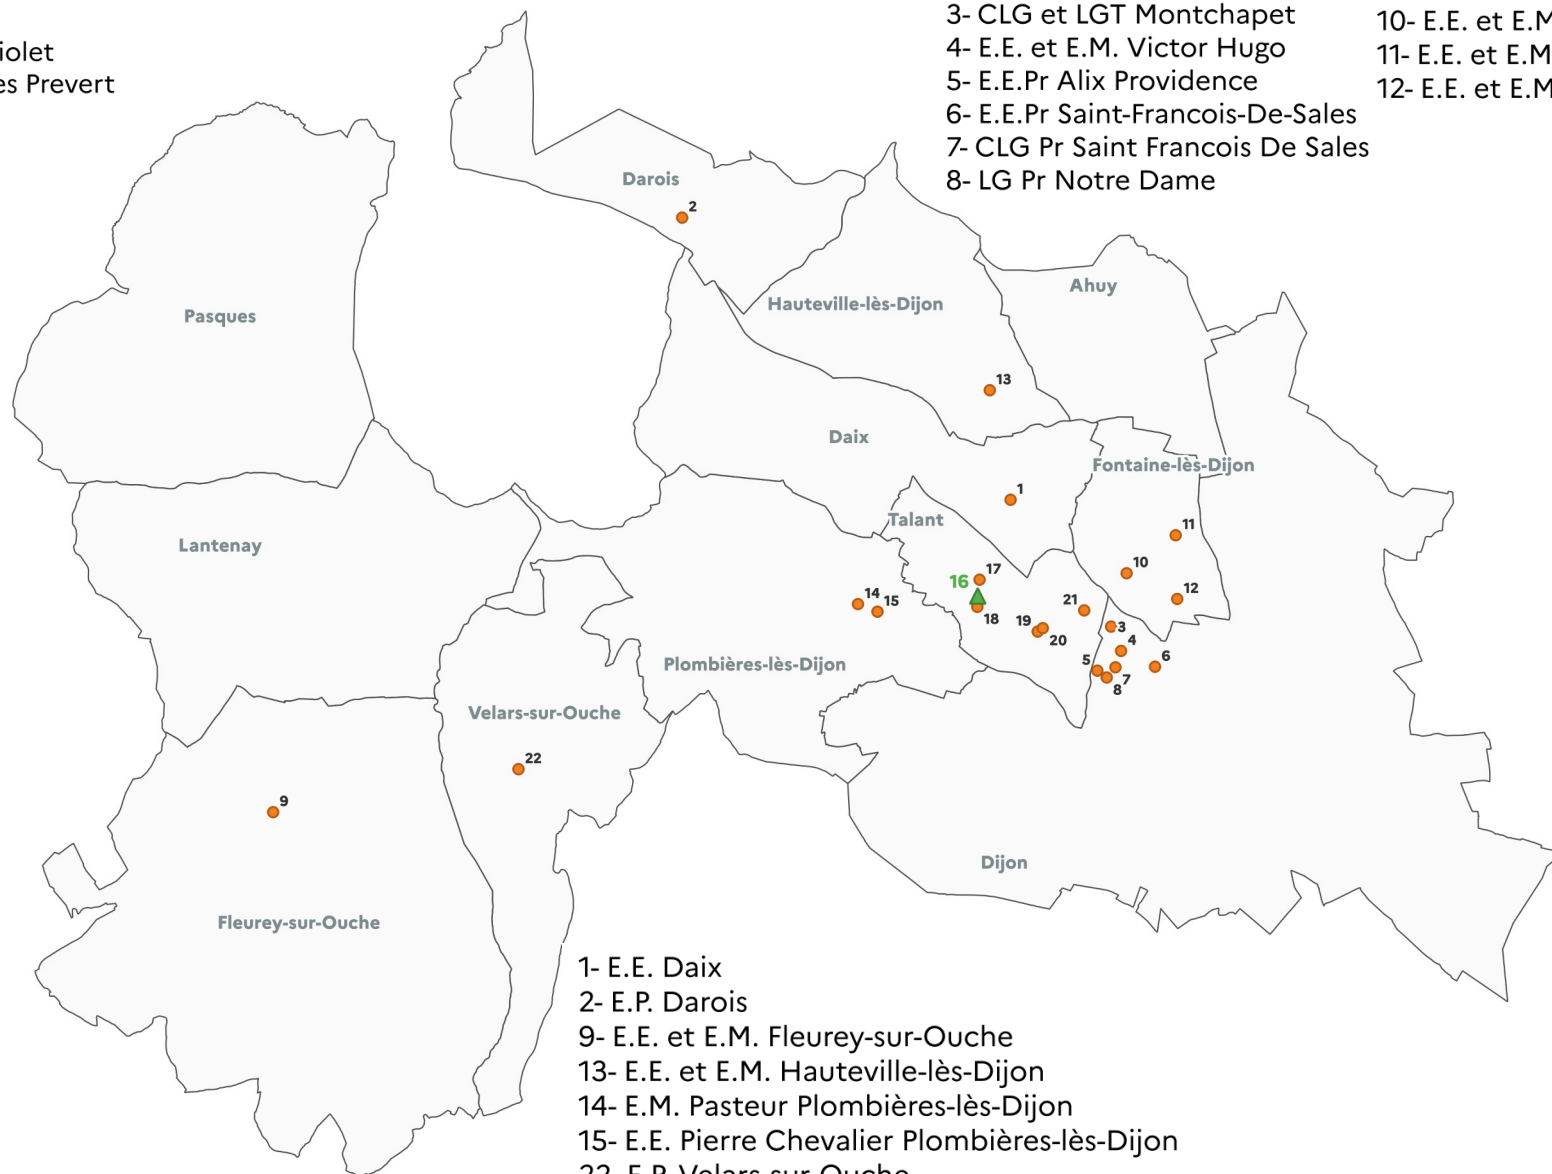 iolet
es Prevert
3- CLG et LGT Montchapet
4- E.E. et E.M. Victor Hugo
5- E.E.Pr Alix Providence
6- E.E.Pr Saint-Francois-De-Sales
7- CLG Pr Saint Francois De Sales
8- LG Pr Notre Dame
10- E.E. et E.M
11- E.E. et E.M
12- E.E. et E.M
Darois
2
Pasques
Hauteville-lès-Dijon
Ahuy
13
Daix
Fontaine-lès-Dijon
1
Talant
11
Lantenay
10
17
16
14
15
12
18
21
19
20
3
4
5
6
7
8
Plombières-lès-Dijon
Velars-sur-Ouche
22
9
Dijon
Fleurey-sur-Ouche
1- E.E. Daix
2- E.P. Darois
9- E.E. et E.M. Fleurey-sur-Ouche
13- E.E. et E.M. Hauteville-lès-Dijon
14- E.M. Pasteur Plombières-lès-Dijon
15- E.E. Pierre Chevalier Plombières-lès-Dijon
22- E.P. Velars-sur-Ouche